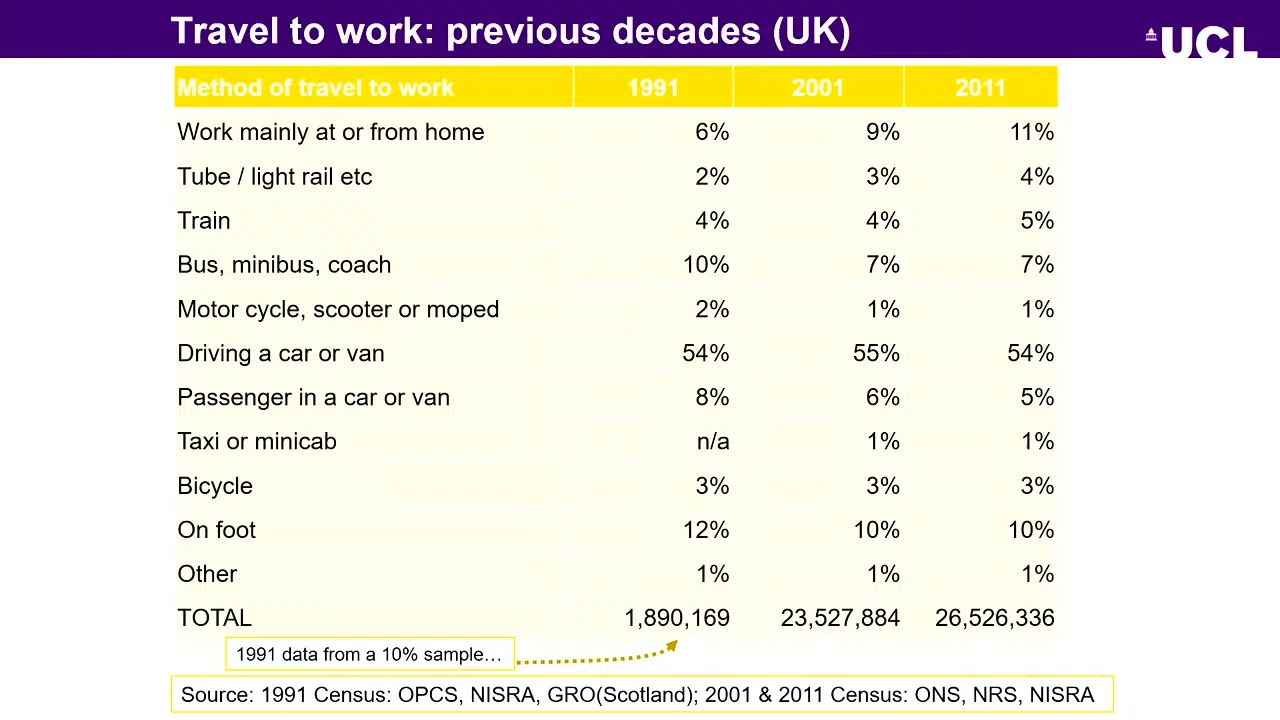 Travel to work: previous decades (UK)
UCL
Method of travel to work 1991 2001 2011
Work mainly at or from home 6% 9% 11%
Tube / light rail etc 2% 3% 4%
Train 4% 4% 5%
Bus, minibus, coach 10% 7% 7%
Motor cycle, scooter or moped 2% 1% 1%
Driving a car or van 54% 55% 54%
Passenger in a car or van 8% 6% 5%
Taxi or minicab n/a 1% 1%
Bicycle 3% 3% 3%
On foot 12% 10% 10%
Other 1% 1% 1%
TOTAL 1,890,169 23,527,884 26,526,336
1991 data from a 10% sample…
Source: 1991 Census: OPCS, NISRA, GRO(Scotland); 2001 & 2011 Census: ONS, NRS, NISRA